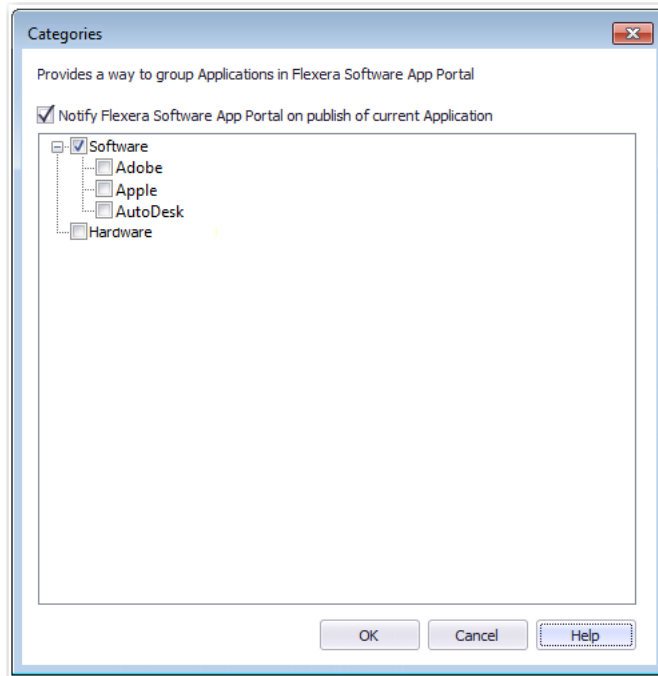 Categories
Provides a way to group Applications in Flexera Software App Portal
Notify Flexera Software App Portal on publish of current Application
Software
Adobe
Apple
AutoDesk
Hardware
OK Cancel Help